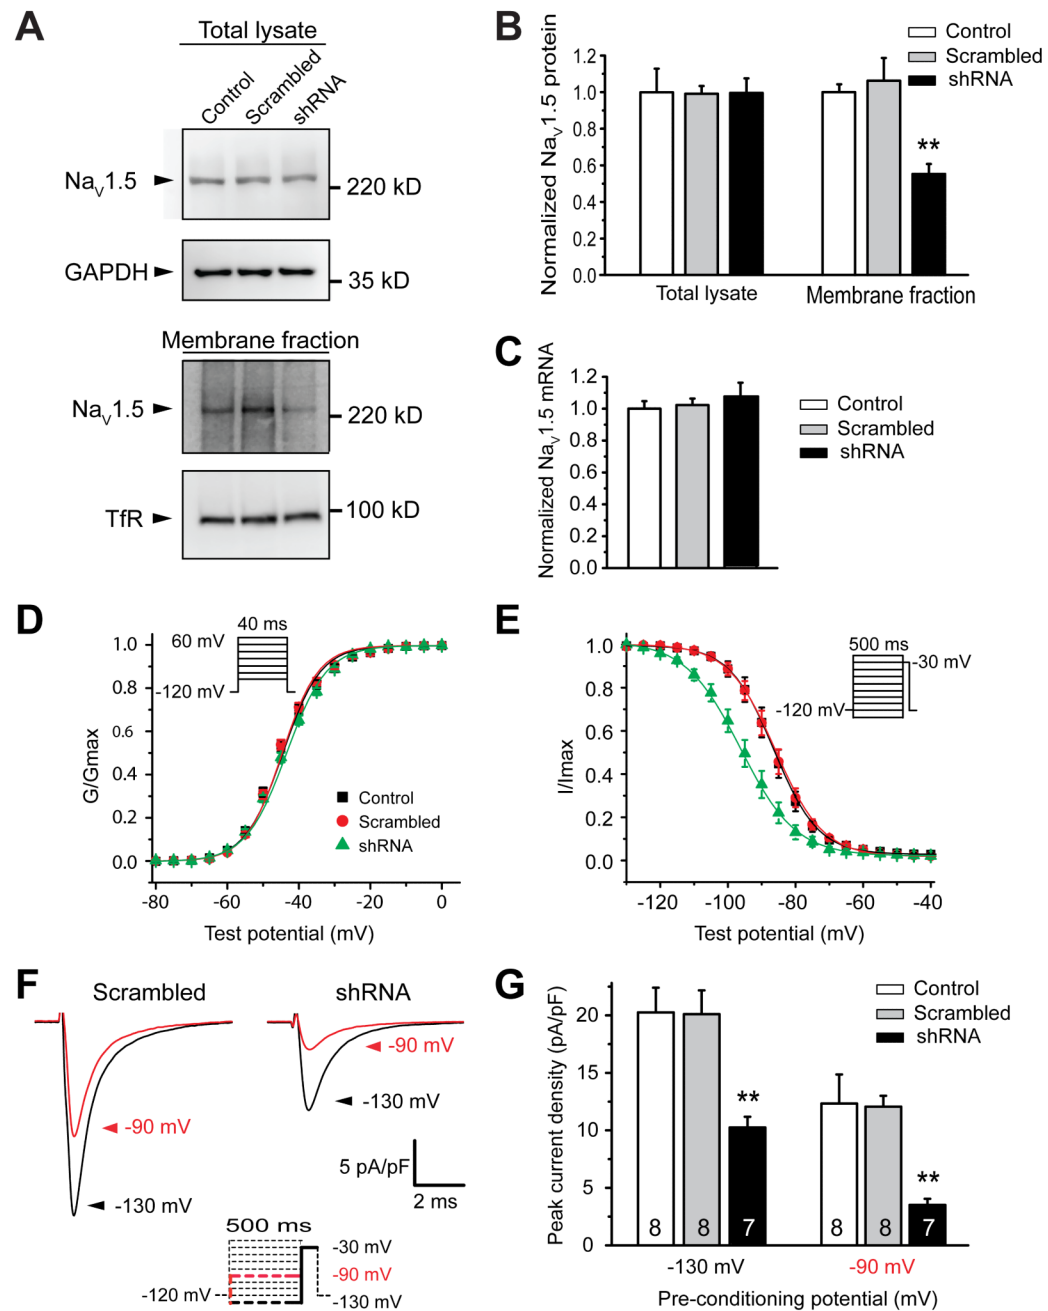 A
Total lysate
Control
Scrambled
shRNA
NaV1.5
220 kD
GAPDH
35 kD
Membrane fraction
NaV1.5
220 kD
TfR
100 kD
B
Normalized NaV1.5 protein
1.2
1.0
0.8
0.6
0.4
0.2
0.0
Control
Scrambled
shRNA
**
Total lysate
Membrane fraction
C
Normalized NaV1.5 mRNA
1.2
1.0
0.8
0.6
0.4
0.2
0.0
Control
Scrambled
shRNA
D
G/Gmax
1.0
0.8
0.6
0.4
0.2
0.0
40 ms
60 mV
-120 mV
Control
Scrambled
shRNA
-80 -60 -40 -20 0
Test potential (mV)
E
I/Imax
1.0
0.8
0.6
0.4
0.2
0.0
500 ms
-30 mV
-120 mV
-120 -100 -80 -60 -40
Test potential (mV)
F
Scrambled
shRNA
-90 mV
-130 mV
-90 mV
-130 mV
5 pA/pF
2 ms
500 ms
-30 mV
-90 mV
-120 mV
-130 mV
G
Peak current density (pA/pF)
20
15
10
5
0
Control
Scrambled
shRNA
**
**
8 8 7
8 8 7
-130 mV
-90 mV
Pre-conditioning potential (mV)